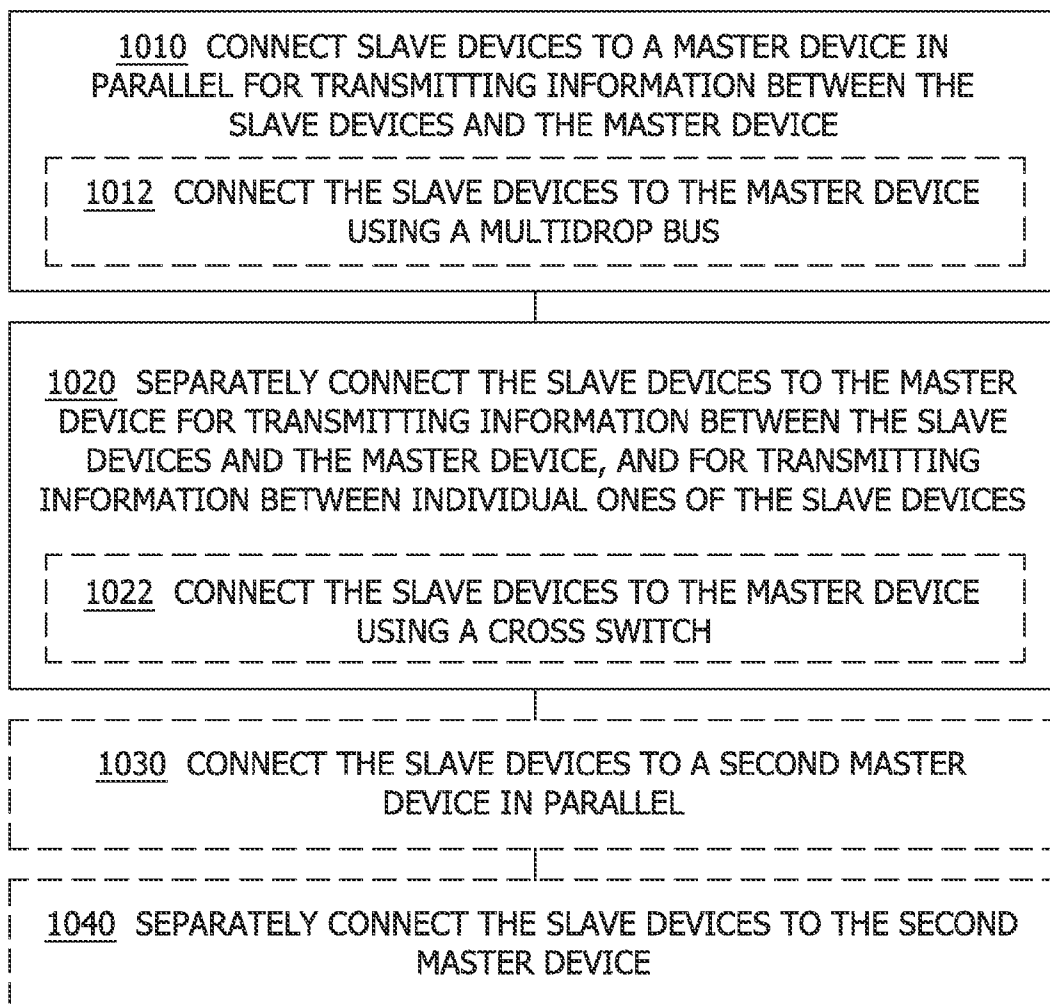 1010 CONNECT SLAVE DEVICES TO A MASTER DEVICE IN
PARALLEL FOR TRANSMITTING INFORMATION BETWEEN THE
SLAVE DEVICES AND THE MASTER DEVICE
1012 CONNECT THE SLAVE DEVICES TO THE MASTER DEVICE
USING A MULTIDROP BUS
1020 SEPARATELY CONNECT THE SLAVE DEVICES TO THE MASTER
DEVICE FOR TRANSMITTING INFORMATION BETWEEN THE SLAVE
DEVICES AND THE MASTER DEVICE, AND FOR TRANSMITTING
INFORMATION BETWEEN INDIVIDUAL ONES OF THE SLAVE DEVICES
1022 CONNECT THE SLAVE DEVICES TO THE MASTER DEVICE
USING A CROSS SWITCH
1030 CONNECT THE SLAVE DEVICES TO A SECOND MASTER
DEVICE IN PARALLEL
1040 SEPARATELY CONNECT THE SLAVE DEVICES TO THE SECOND
MASTER DEVICE